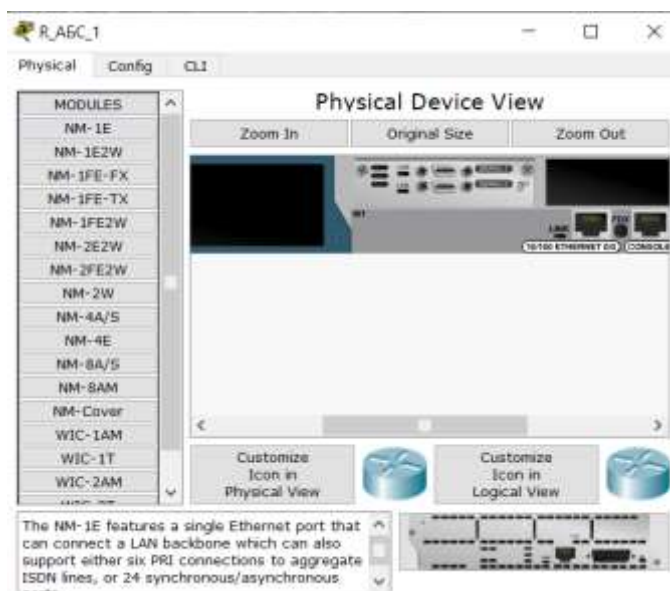 R_A6C_1
Physical Config CLI
MODULES
NM-1E
NM-1E2W
NM-1FE-FX
NM-1FE-TX
NM-1FE2W
NM-2E2W
NM-2FE2W
NM-2W
NM-4A/S
NM-4E
NM-8A/S
NM-8AM
NM-Cover
WIC-1AM
WIC-1T
WIC-2AM
Physical Device View
Zoom In Original Size Zoom Out
LINK FDX
10/100 ETHERNET 0/0 CONSOLE
Customize
Icon in
Physical View
Customize
Icon in
Logical View
The NM-1E features a single Ethernet port that
can connect a LAN backbone which can also
support either six PRI connections to aggregate
ISDN lines, or 24 synchronous/asynchronous